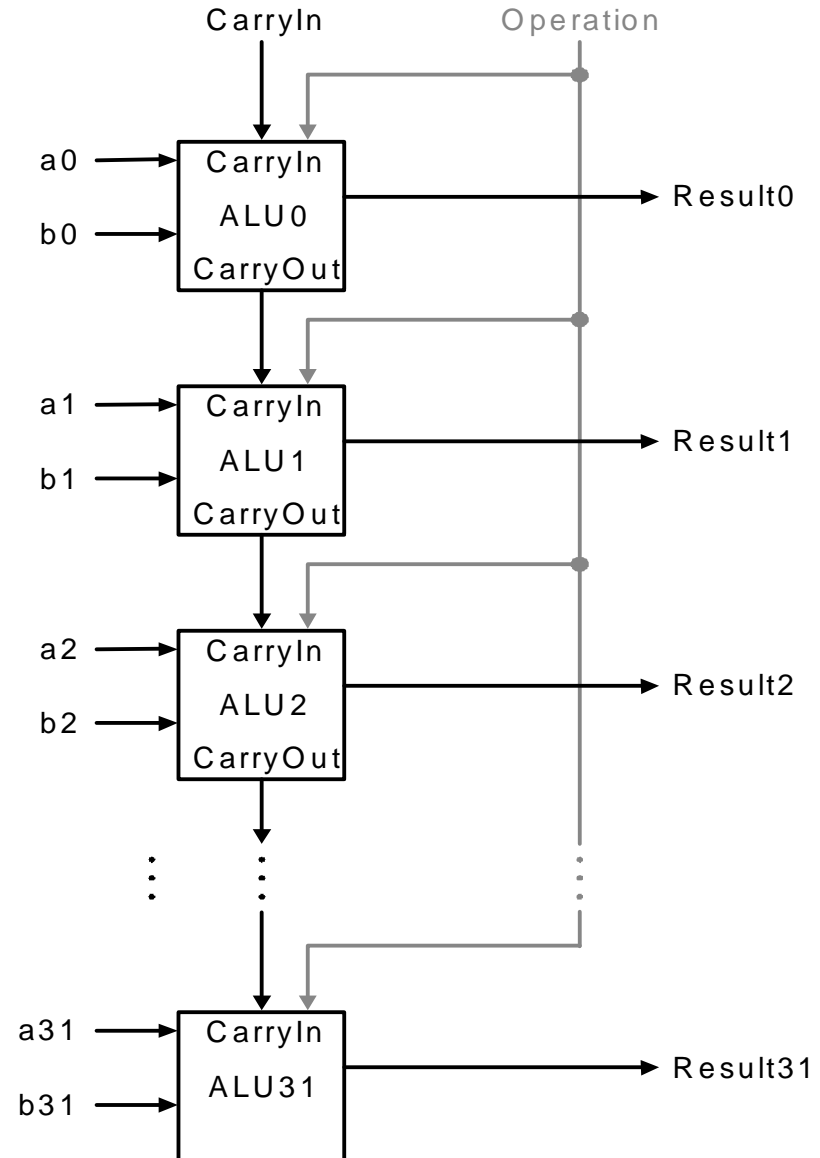 CarryIn Operation
a0 CarryIn
Result0
ALU0
b0
CarryOut
a1 CarryIn
Result1
ALU1
b1
CarryOut
a2 CarryIn
Result2
ALU2
b2
CarryOut
a31 CarryIn
Result31
ALU31
b31